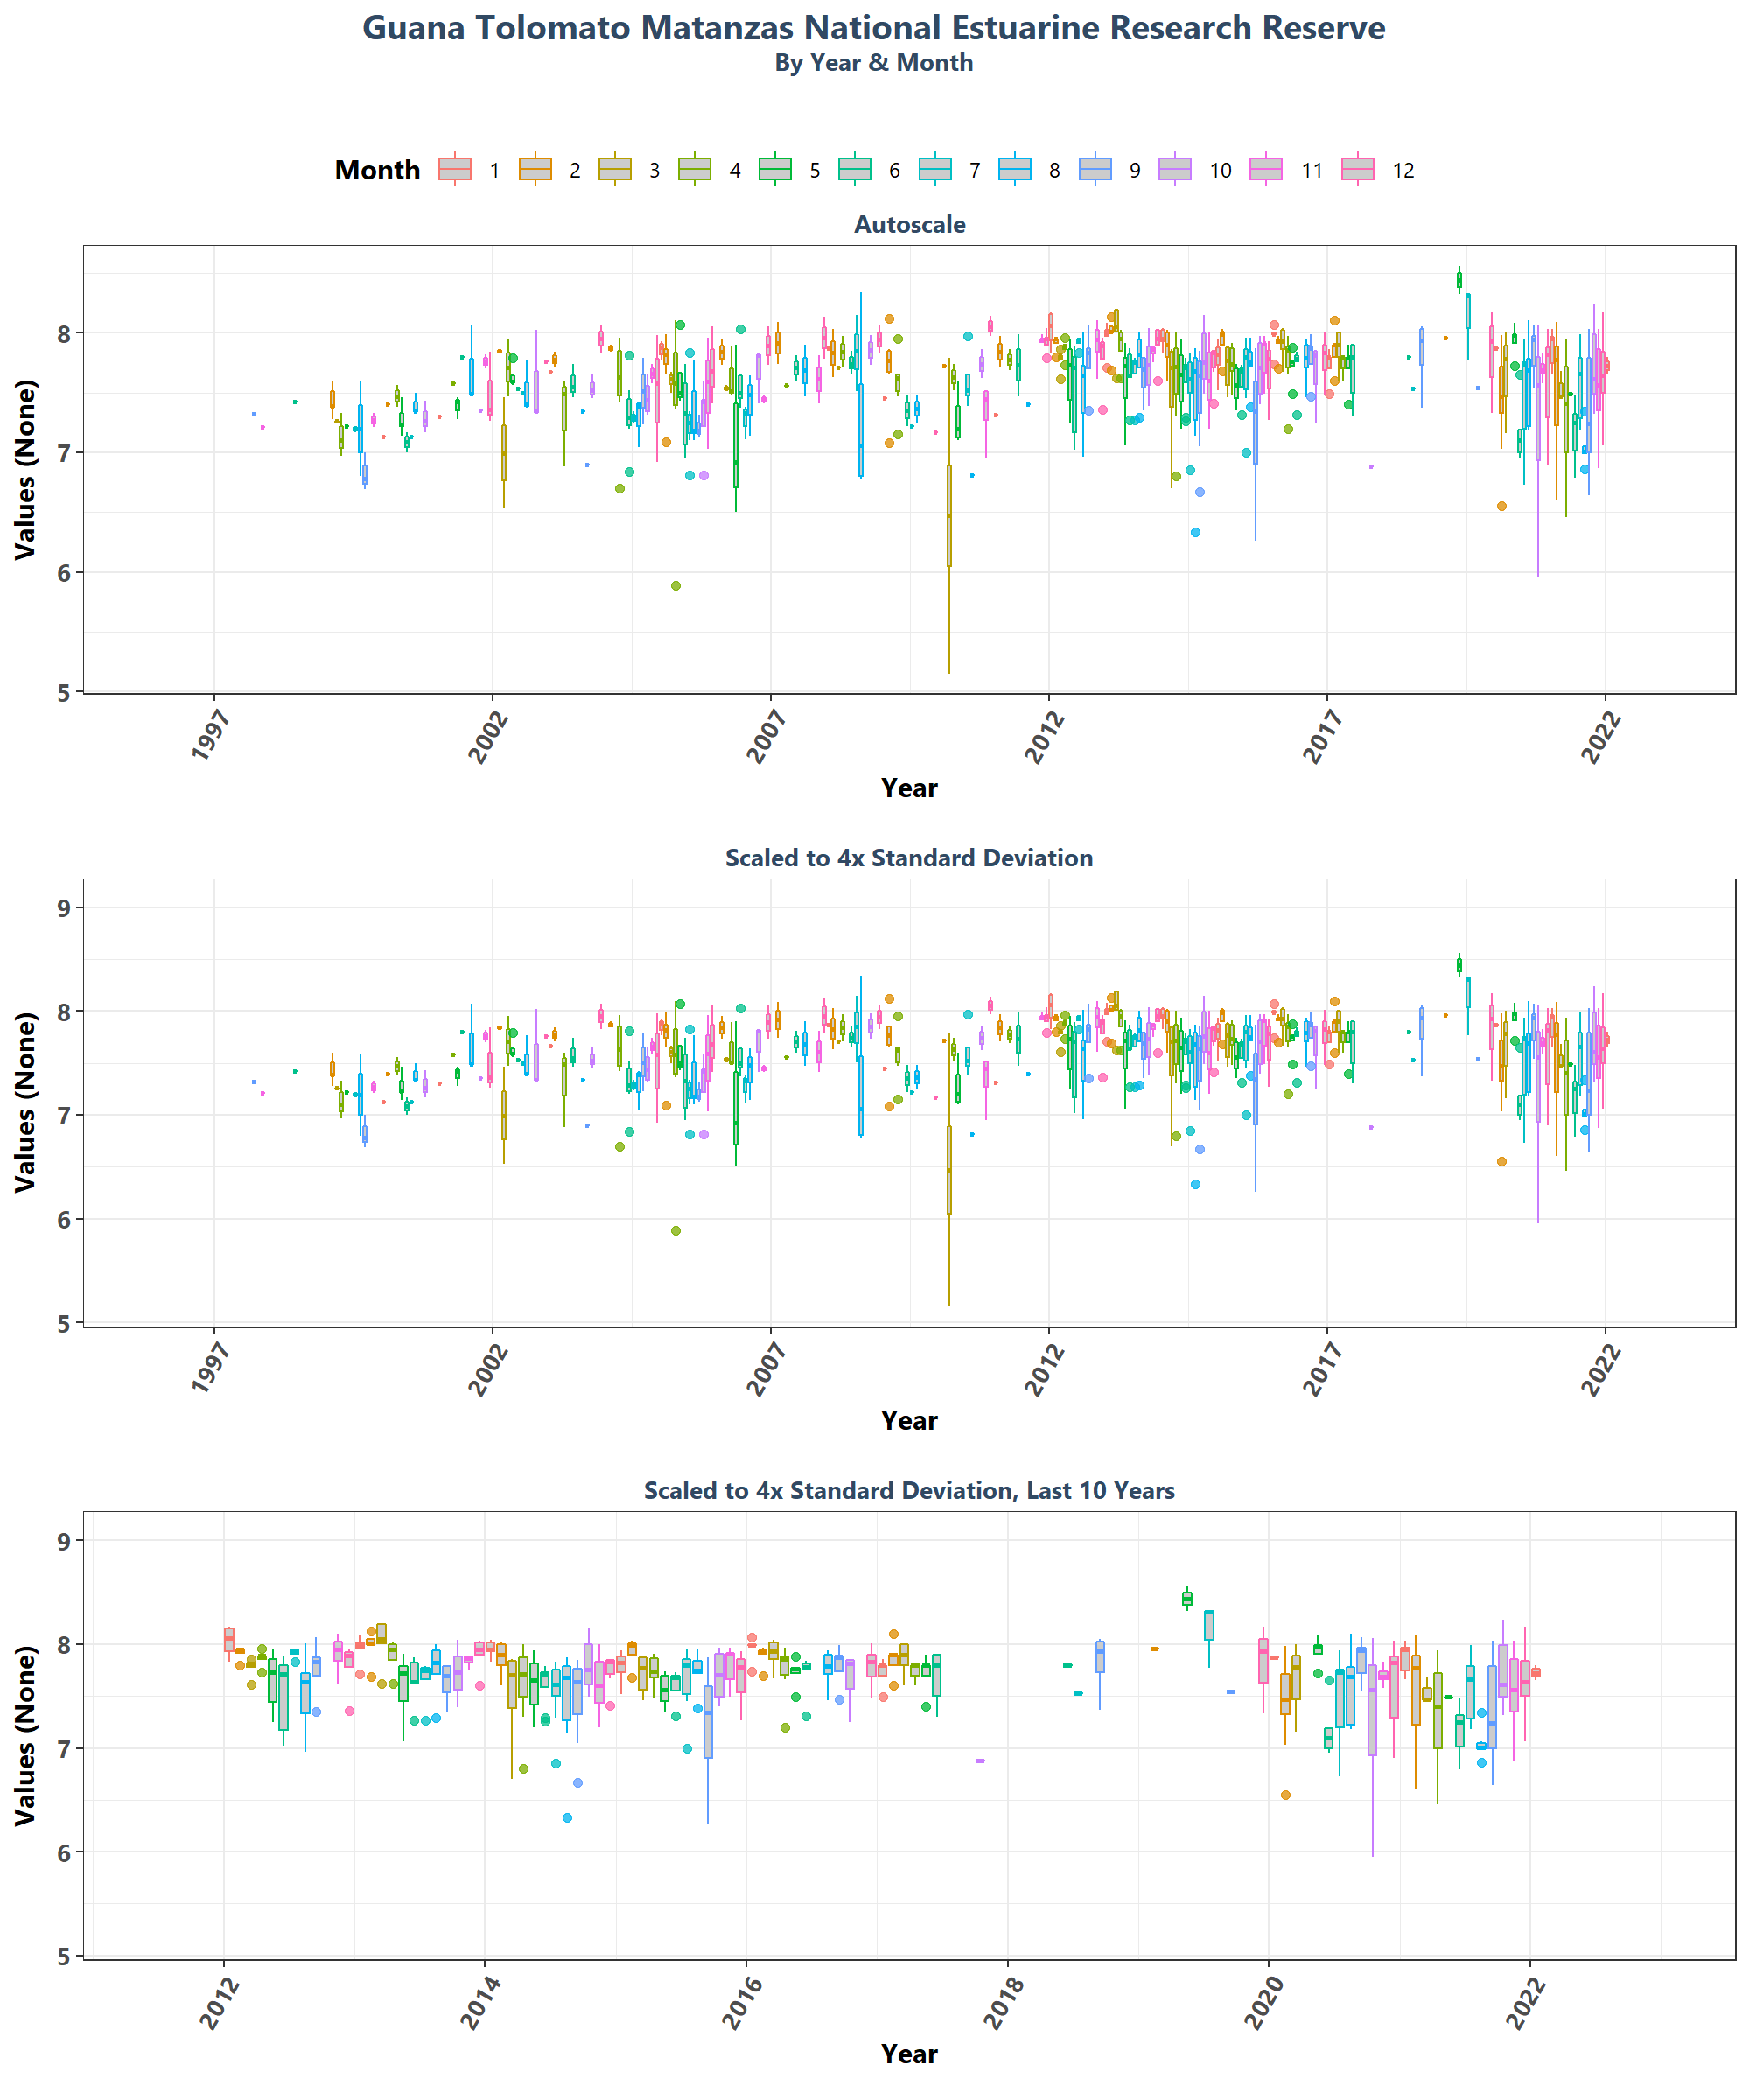 Guana Tolomato Matanzas National Estuarine Research Reserve
By Year & Month
Month 1 2 3 4 5 6 7 8 9 10 11 12
Autoscale
Values (None)
8
7
6
5
1997 2002 2007 2012 2017 2022
Year
Scaled to 4x Standard Deviation
Values (None)
9
8
7
6
5
1997 2002 2007 2012 2017 2022
Year
Scaled to 4x Standard Deviation, Last 10 Years
Values (None)
9
8
7
6
5
2012 2014 2016 2018 2020 2022
Year